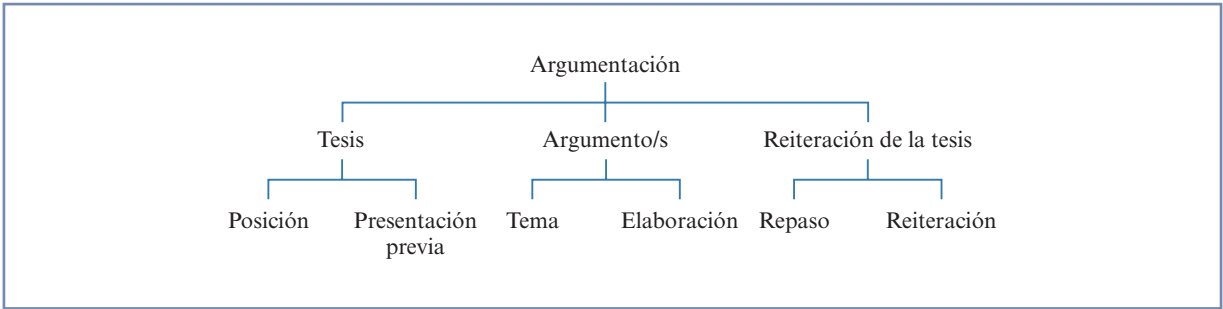 Argumentación
Tesis Argumento/s Reiteración de la tesis
Posición Presentación previa Tema Elaboración Repaso Reiteración